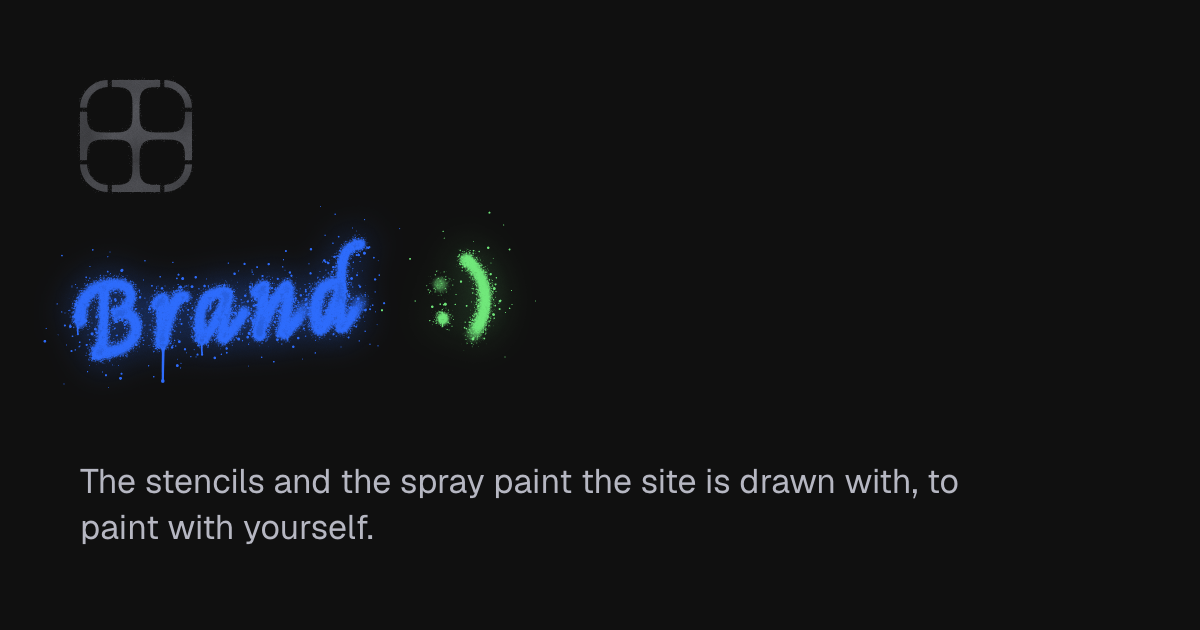 Brand :)
The stencils and the spray paint the site is drawn with, to
paint with yourself.